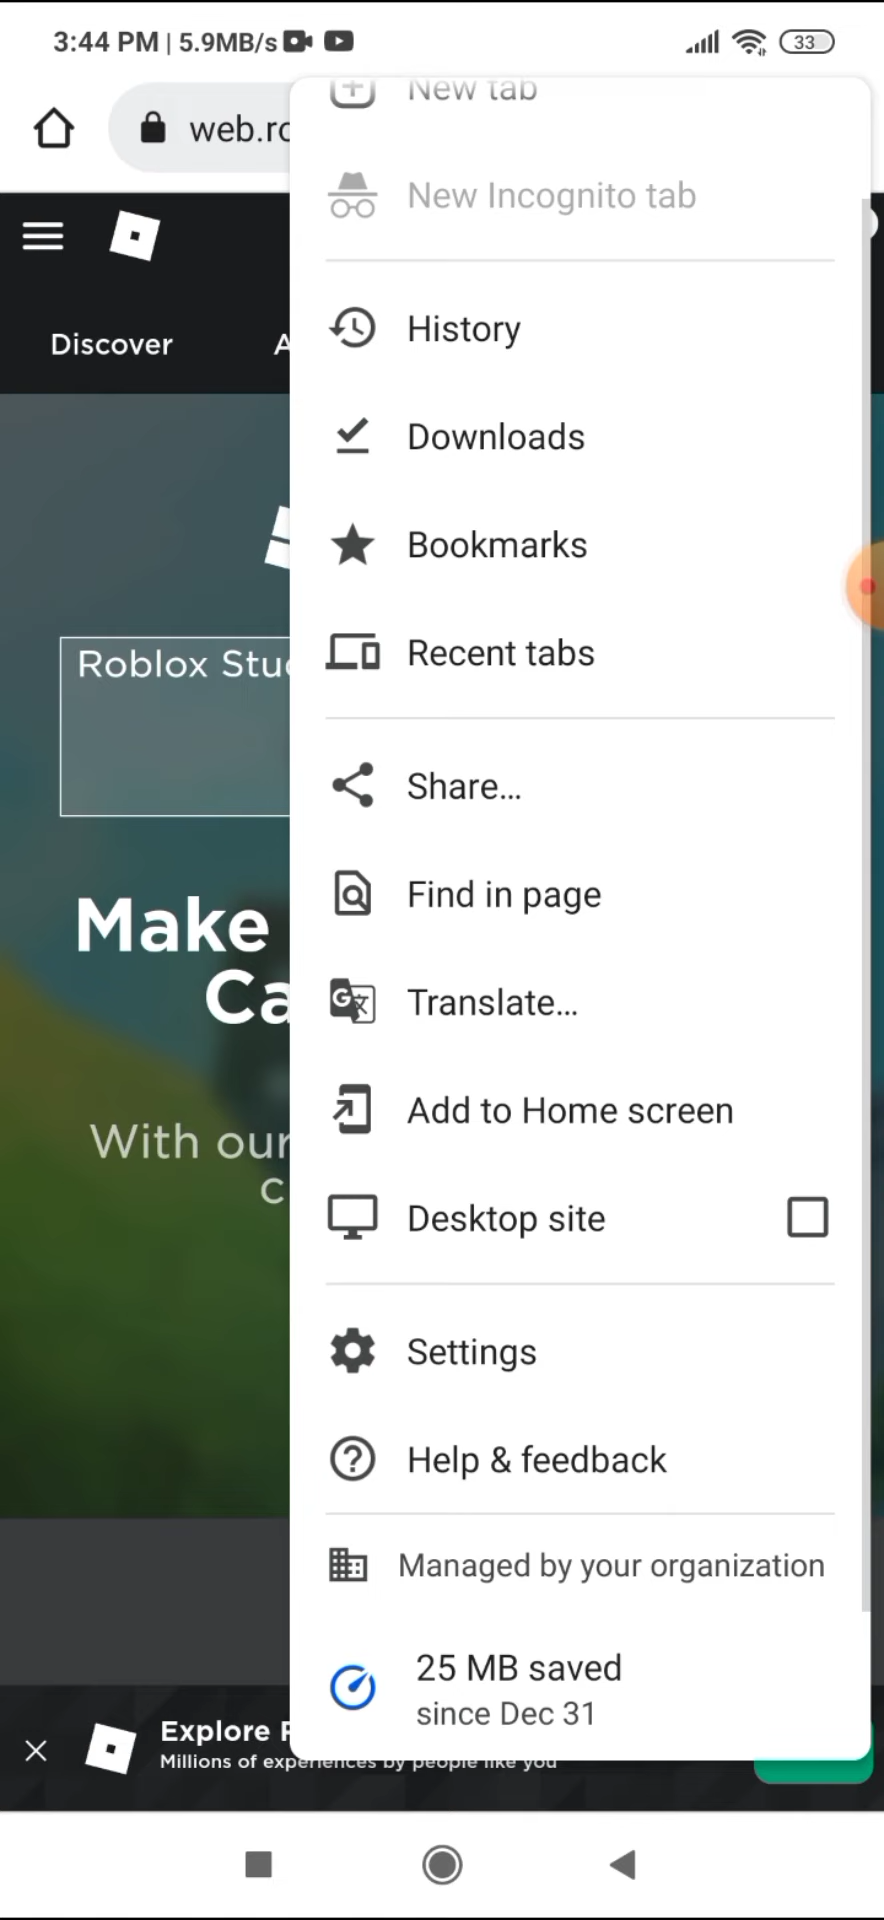 3:44 PM | 5.9MB/s
33
New tab
web.ro
New Incognito tab
History
Discover
A
Downloads
Bookmarks
Recent tabs
Roblox Stu
Share...
Find in page
Make
Ca
Translate...
Add to Home screen
With our
c
Desktop site
Settings
Help & feedback
Managed by your organization
25 MB saved
since Dec 31
Explore
Millions of experiences by people like you